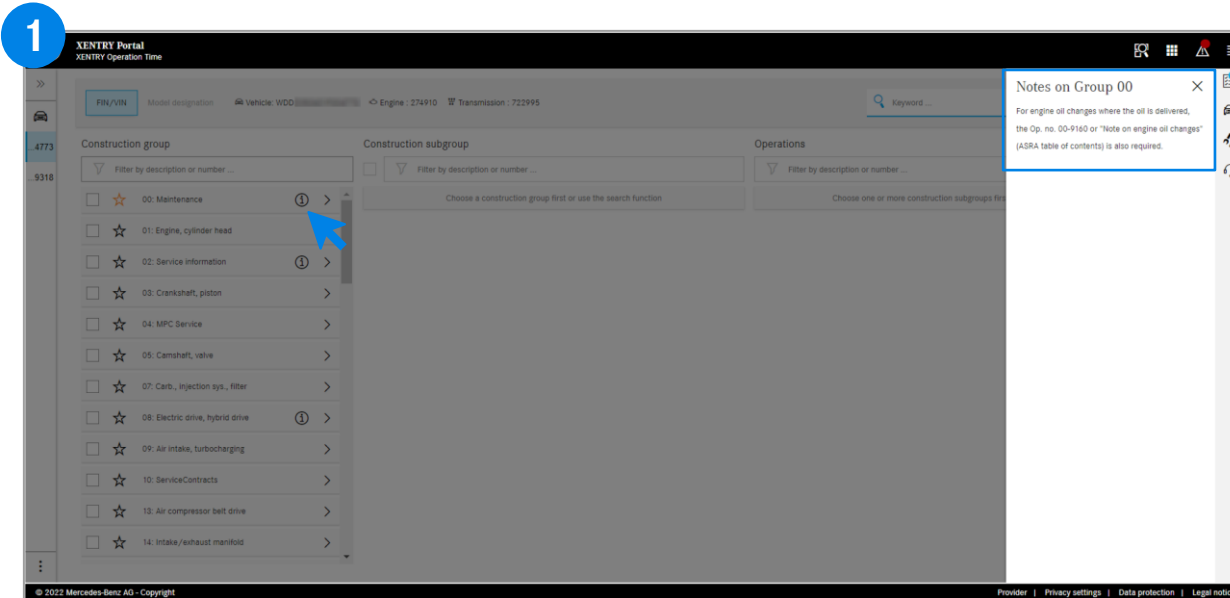 1
XENTRY Portal
XENTRY Operation Time
FIN/VIN Model designation Vehicle: WDD Engine : 274910 Transmission : 722995 Keyword ...
...4773
...9318
Construction group
Filter by description or number ...
00: Maintenance
01: Engine, cylinder head
02: Service information
03: Crankshaft, piston
04: MPC Service
05: Camshaft, valve
07: Carb., injection sys., filter
08: Electric drive, hybrid drive
09: Air intake, turbocharging
10: ServiceContracts
13: Air compressor belt drive
14: Intake/exhaust manifold
Construction subgroup
Filter by description or number ...
Choose a construction group first or use the search function
Operations
Filter by description or number ...
Choose one or more construction subgroups firs
Notes on Group 00
For engine oil changes where the oil is delivered,
the Op. no. 00-9160 or "Note on engine oil changes"
(ASRA table of contents) is also required.
© 2022 Mercedes-Benz AG - Copyright
Provider | Privacy settings | Data protection | Legal noti